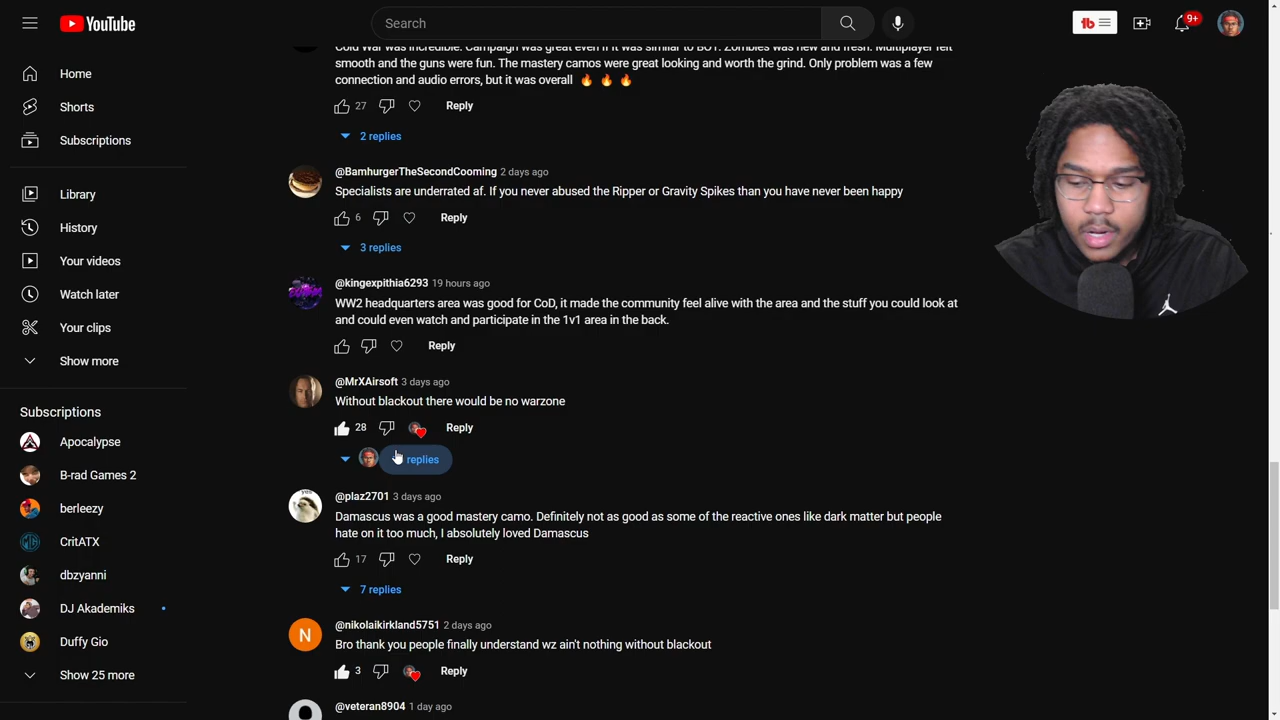 YouTube
Search
9+
Home
Shorts
Subscriptions
Library
History
Your videos
Watch later
Your clips
Show more
Subscriptions
Apocalypse
B-rad Games 2
berleezy
CritATX
dbzyanni
DJ Akademiks
Duffy Gio
Show 25 more
Cold War was incredible. Campaign was great even if it was similar to BO1. Zombies was new and fresh. Multiplayer felt
smooth and the guns were fun. The mastery camos were great looking and worth the grind. Only problem was a few
connection and audio errors, but it was overall 🔥 🔥 🔥
27 Reply
2 replies
@BamhurgerTheSecondCooming 2 days ago
Specialists are underrated af. If you never abused the Ripper or Gravity Spikes than you have never been happy
6 Reply
3 replies
@kingexpithia6293 19 hours ago
WW2 headquarters area was good for CoD, it made the community feel alive with the area and the stuff you could look at
and could even watch and participate in the 1v1 area in the back.
Reply
@MrXAirsoft 3 days ago
Without blackout there would be no warzone
28 Reply
replies
@plaz2701 3 days ago
Damascus was a good mastery camo. Definitely not as good as some of the reactive ones like dark matter but people
hate on it too much, I absolutely loved Damascus
17 Reply
7 replies
@nikolaikirkland5751 2 days ago
N
Bro thank you people finally understand wz ain't nothing without blackout
3 Reply
@veteran8904 1 day ago